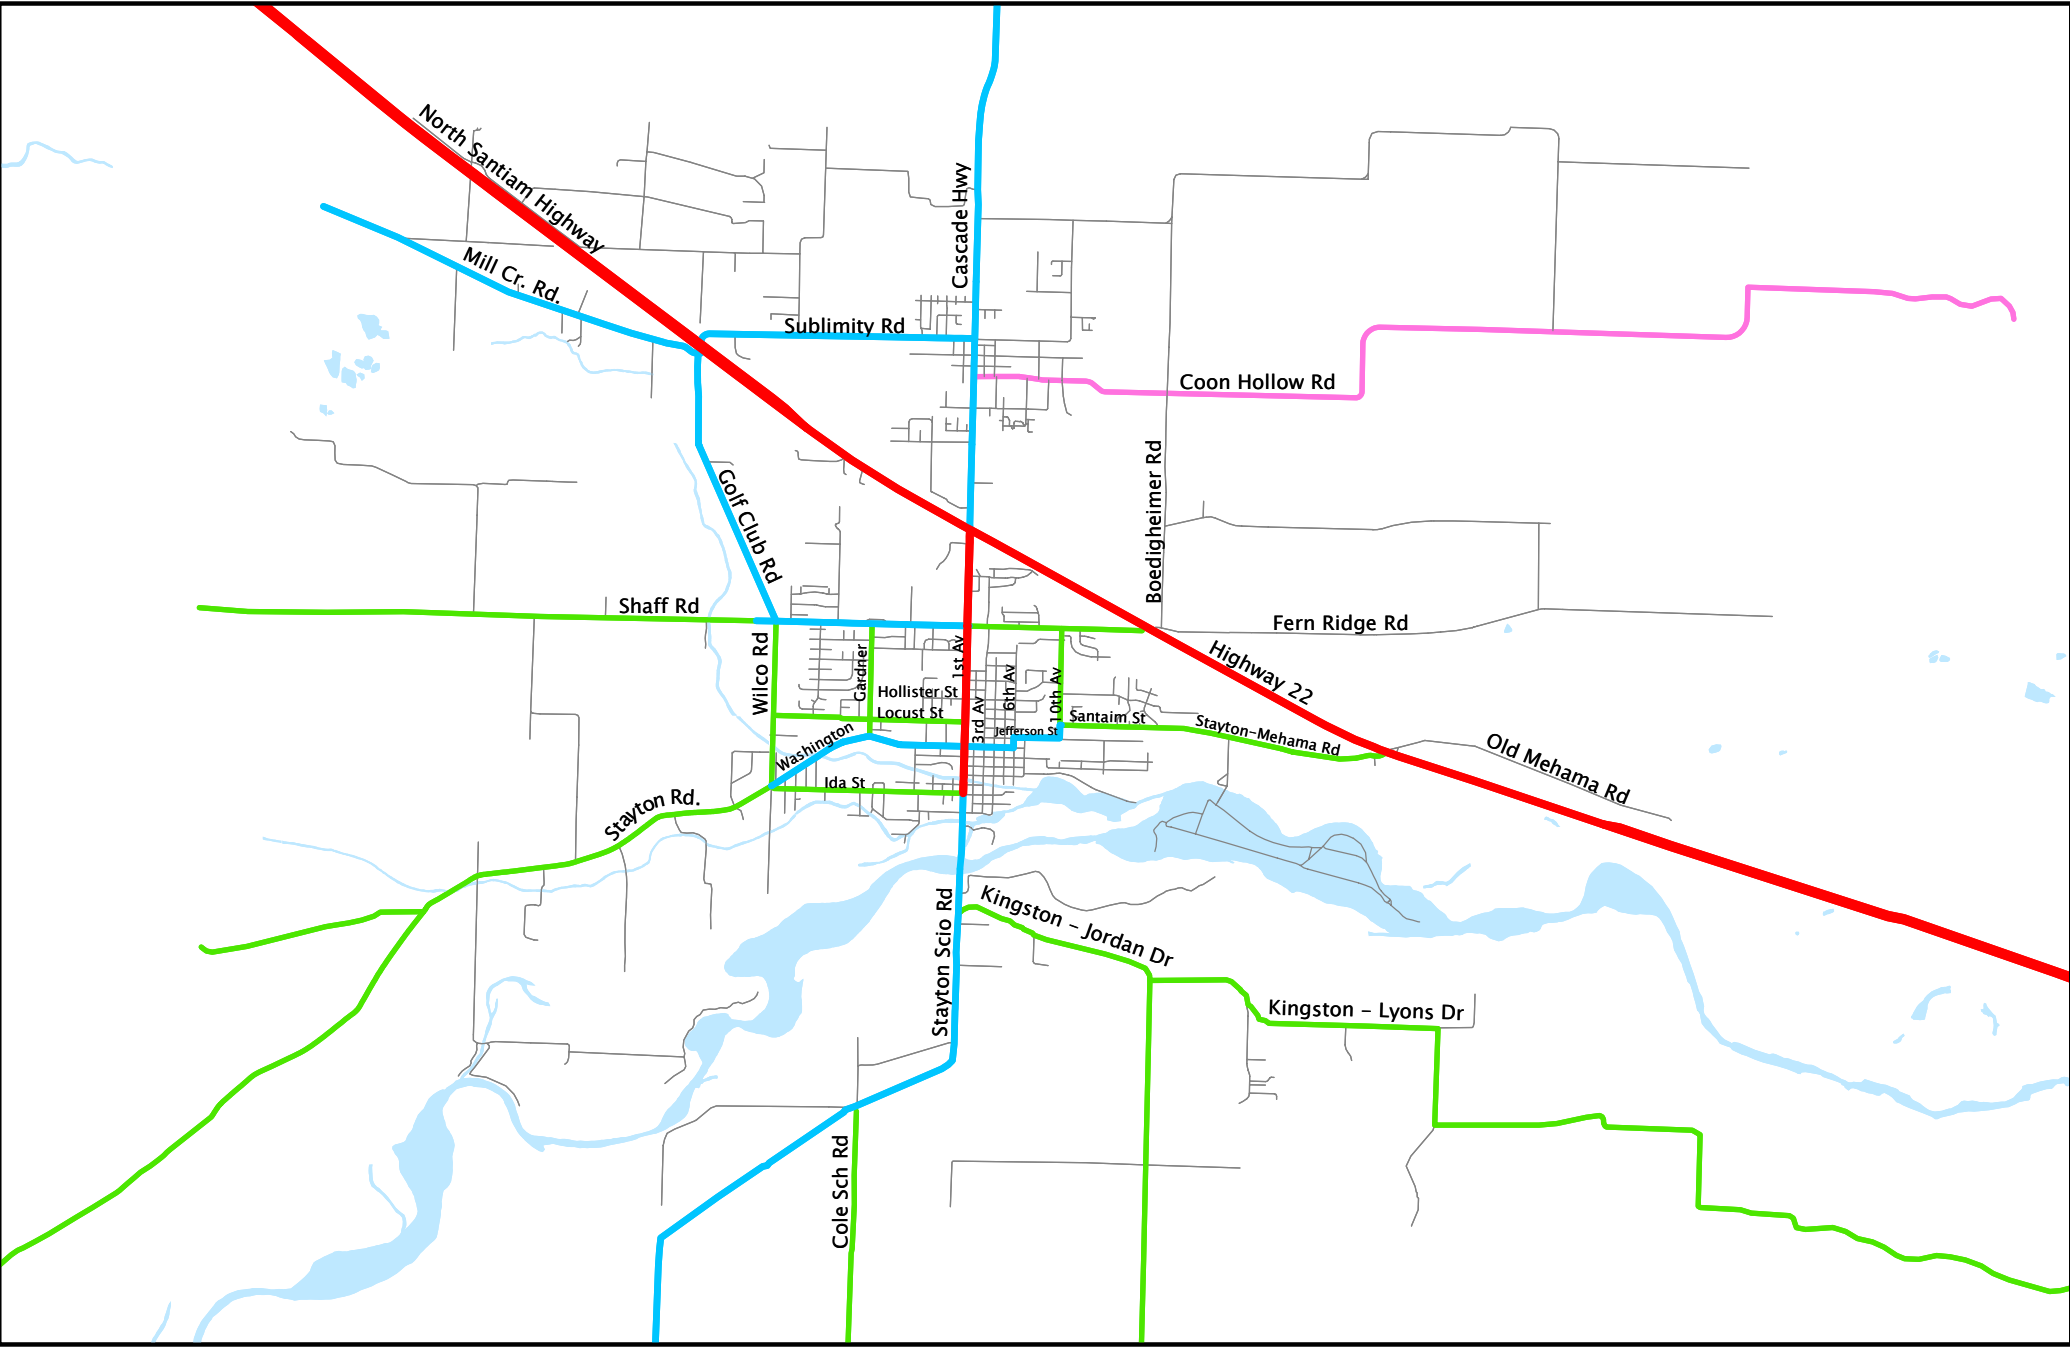 North Santiam Highway
Cascade Hwy
Mill Cr. Rd.
Sublimity Rd
Coon Hollow Rd
Golf Club Rd
Boedigheimer Rd
Shaff Rd
Fern Ridge Rd
Wilco Rd
Gardner
1st Av
Highway 22
Hollister St
6th Av
10th Av
Locust St
3rd Av
Santaim St
Jefferson St
Stayton-Mehama Rd
Washington
Old Mehama Rd
Ida St
Stayton Rd.
Stayton Scio Rd
Kingston - Jordan Dr
Kingston - Lyons Dr
Cole Sch Rd